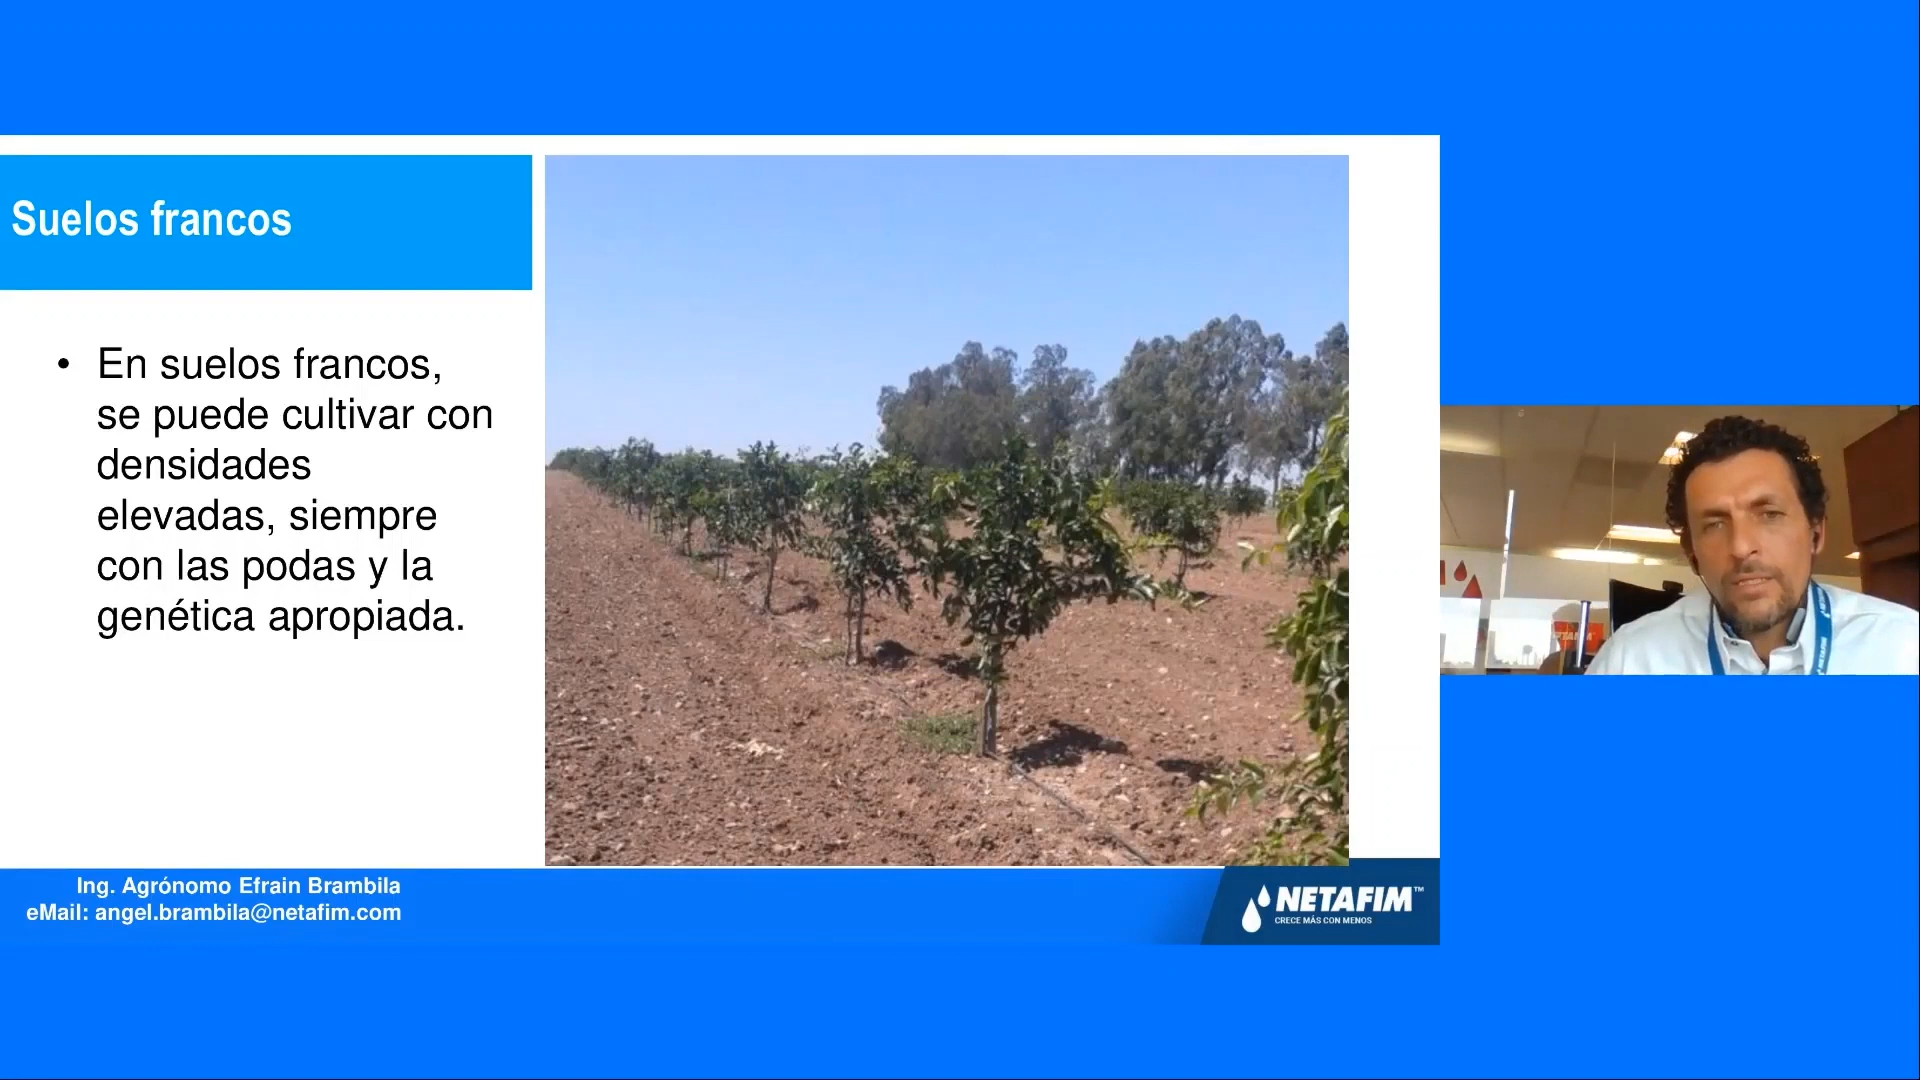 Suelos francos
• En suelos francos,
se puede cultivar con
densidades
elevadas, siempre
con las podas y la
genética apropiada.
Ing. Agrónomo Efrain Brambila
eMail: angel.brambila@netafim.com
NETAFIM™
CRECE MÁS CON MENOS
NETAFIM